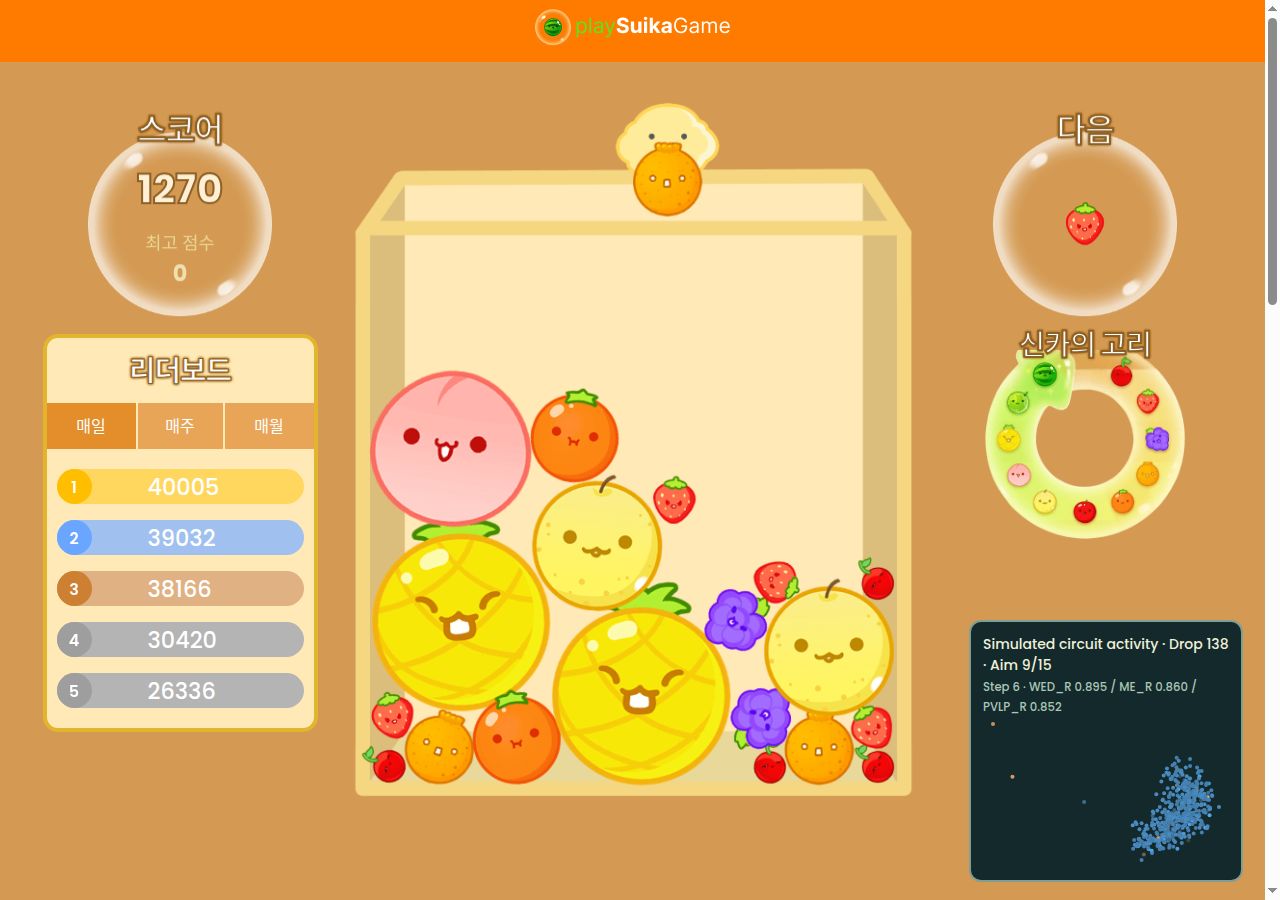 playSuikaGame
스코어
1270
최고 점수
0
다음
신카의 고리
리더보드
매일
매주
매월
1 40005
2 39032
3 38166
4 30420
5 26336
Simulated circuit activity · Drop 138
· Aim 9/15
Step 6 · WED_R 0.895 / ME_R 0.860 /
PVLP_R 0.852